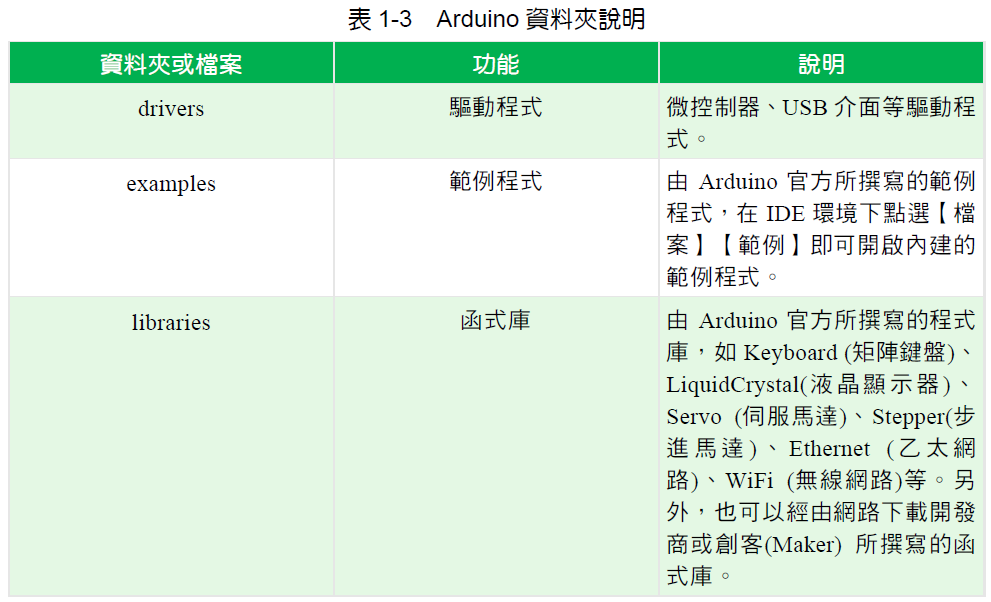 表 1-3　Arduino 資料夾說明
資料夾或檔案
功能
說明
drivers
驅動程式
微控制器、USB 介面等驅動程
式。
examples
範例程式
由 Arduino 官方所撰寫的範例
程式，在 IDE 環境下點選【檔
案】【範例】即可開啟內建的
範例程式。
libraries
函式庫
由 Arduino 官方所撰寫的程式
庫，如 Keyboard (矩陣鍵盤)、
LiquidCrystal(液晶顯示器)、
Servo (伺服馬達)、Stepper(步
進馬達)、Ethernet (乙太網
路)、WiFi (無線網路)等。另
外，也可以經由網路下載開發
商或創客(Maker) 所撰寫的函
式庫。